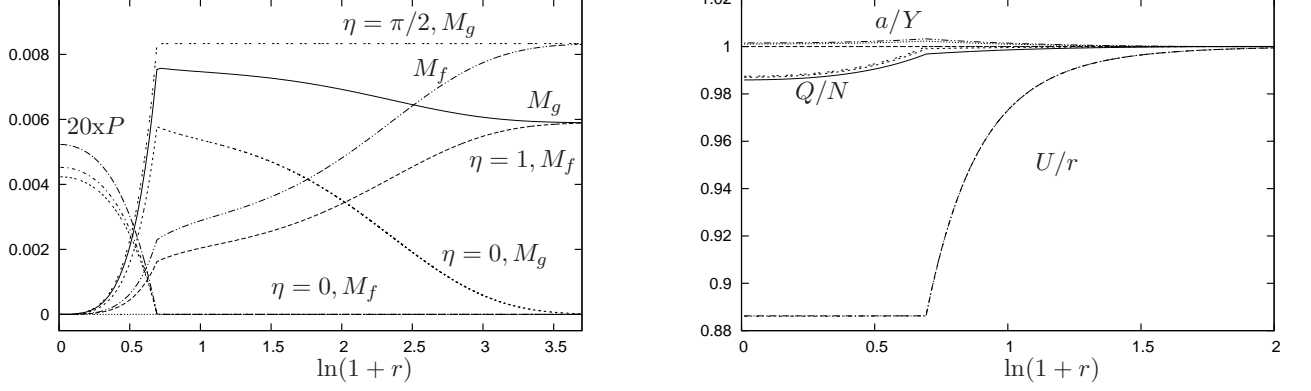 0.008
0.006
0.004
0.002
0
η = π/2, M_g
M_f
M_g
20xP
η = 1, M_f
η = 0, M_g
η = 0, M_f
0 0.5 1 1.5 2 2.5 3 3.5
ln(1 + r)
1.02
1
0.98
0.96
0.94
0.92
0.9
0.88
a/Y
Q/N
U/r
0 0.5 1 1.5 2
ln(1 + r)